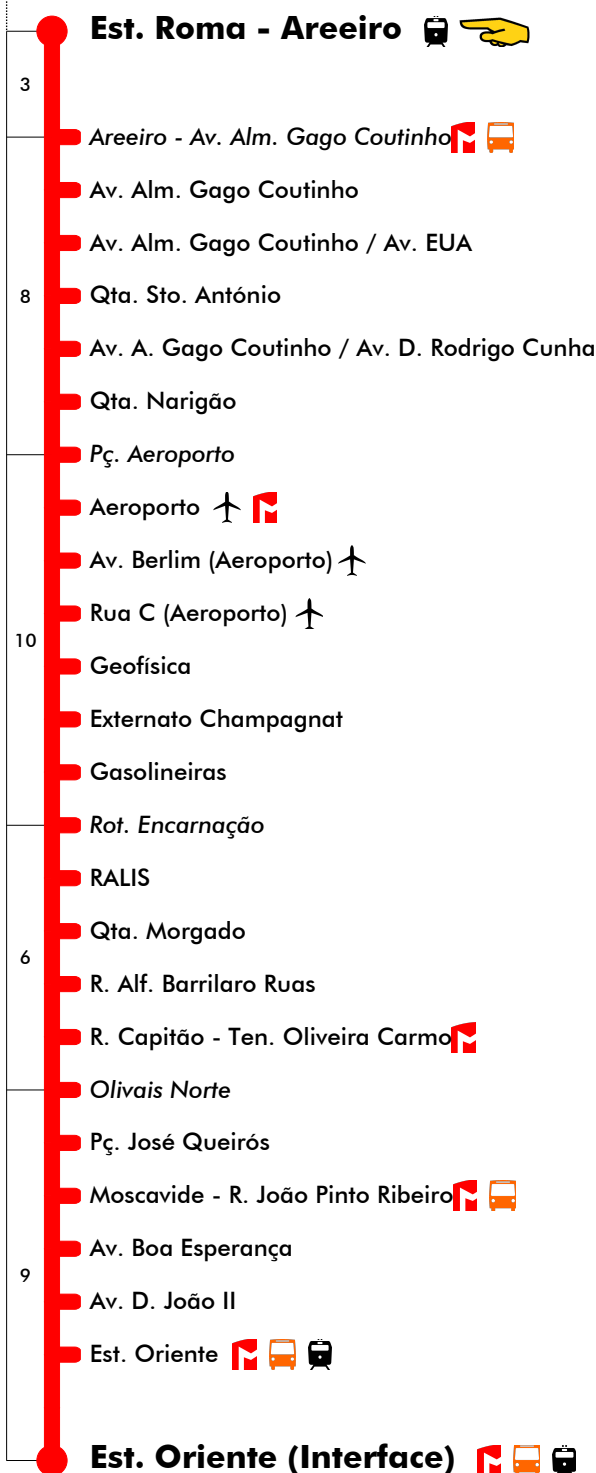 Est. Roma - Areeiro
3
Areeiro - Av. Alm. Gago Coutinho
Av. Alm. Gago Coutinho
Av. Alm. Gago Coutinho / Av. EUA
8
Qta. Sto. António
Av. A. Gago Coutinho / Av. D. Rodrigo Cunha
Qta. Narigão
Pç. Aeroporto
Aeroporto
Av. Berlim (Aeroporto)
Rua C (Aeroporto)
10
Geofísica
Externato Champagnat
Gasolineiras
Rot. Encarnação
RALIS
Qta. Morgado
6
R. Alf. Barrilaro Ruas
R. Capitão - Ten. Oliveira Carmo
Olivais Norte
Pç. José Queirós
Moscavide - R. João Pinto Ribeiro
Av. Boa Esperança
9
Av. D. João II
Est. Oriente
Est. Oriente (Interface)